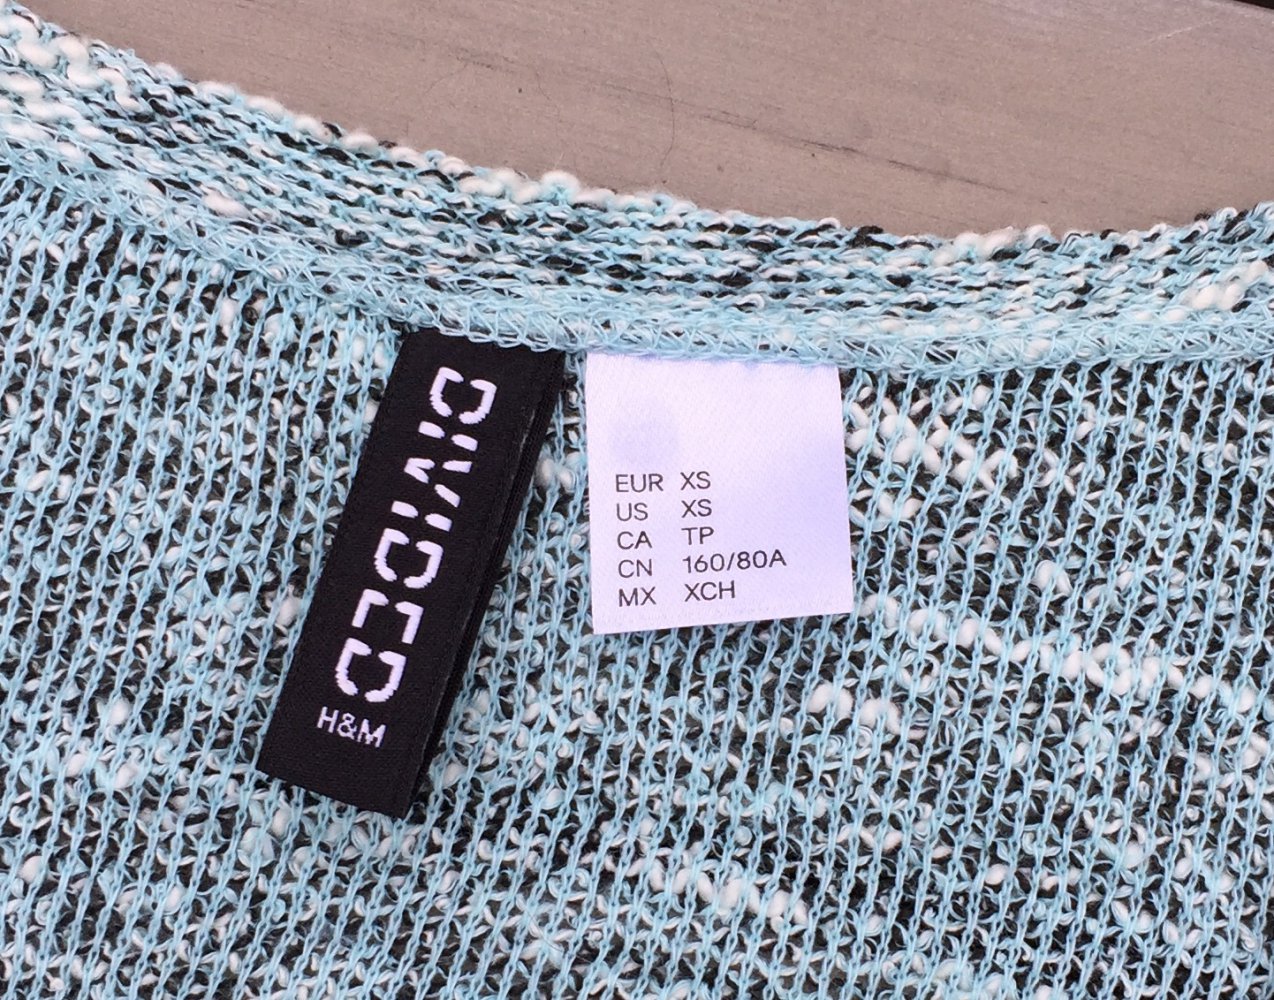 DIVIDED
H&M
EUR XS
US XS
CA TP
CN 160/80A
MX XCH